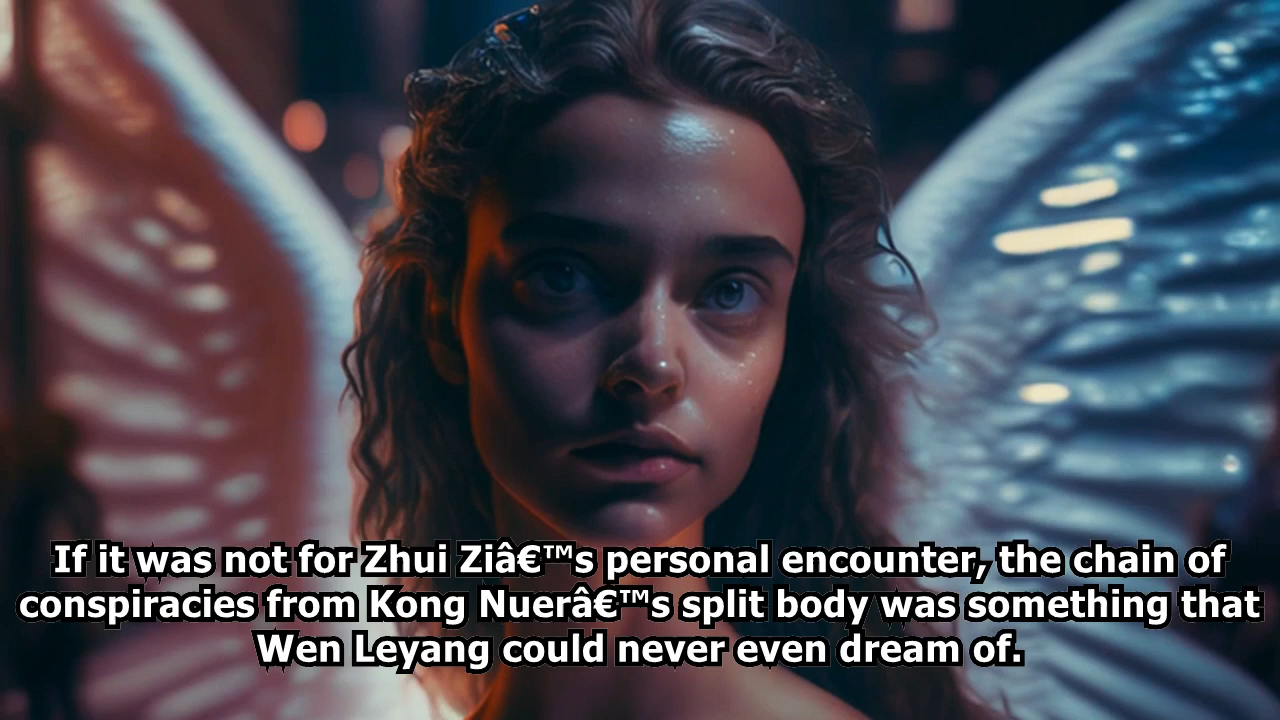 If it was not for Zhui Ziâ€™s personal encounter, the chain of
conspiracies from Kong Nuerâ€™s split body was something that
Wen Leyang could never even dream of.